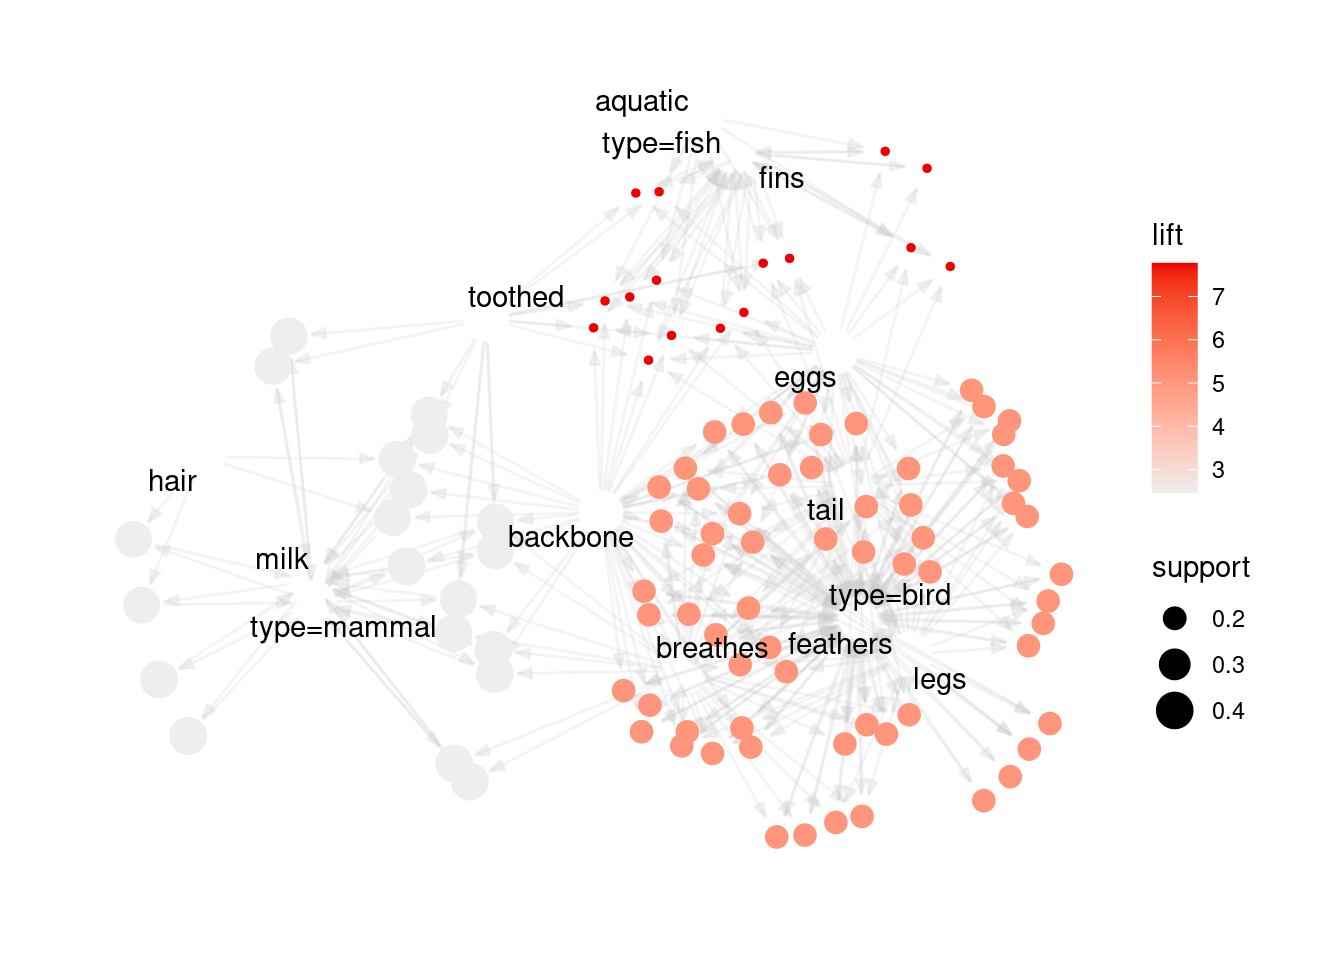 aquatic
type=fish
fins
toothed
eggs
hair
tail
backbone
milk
type=bird
type=mammal
breathes
feathers
legs
lift
7
6
5
4
3
support
0.2
0.3
0.4